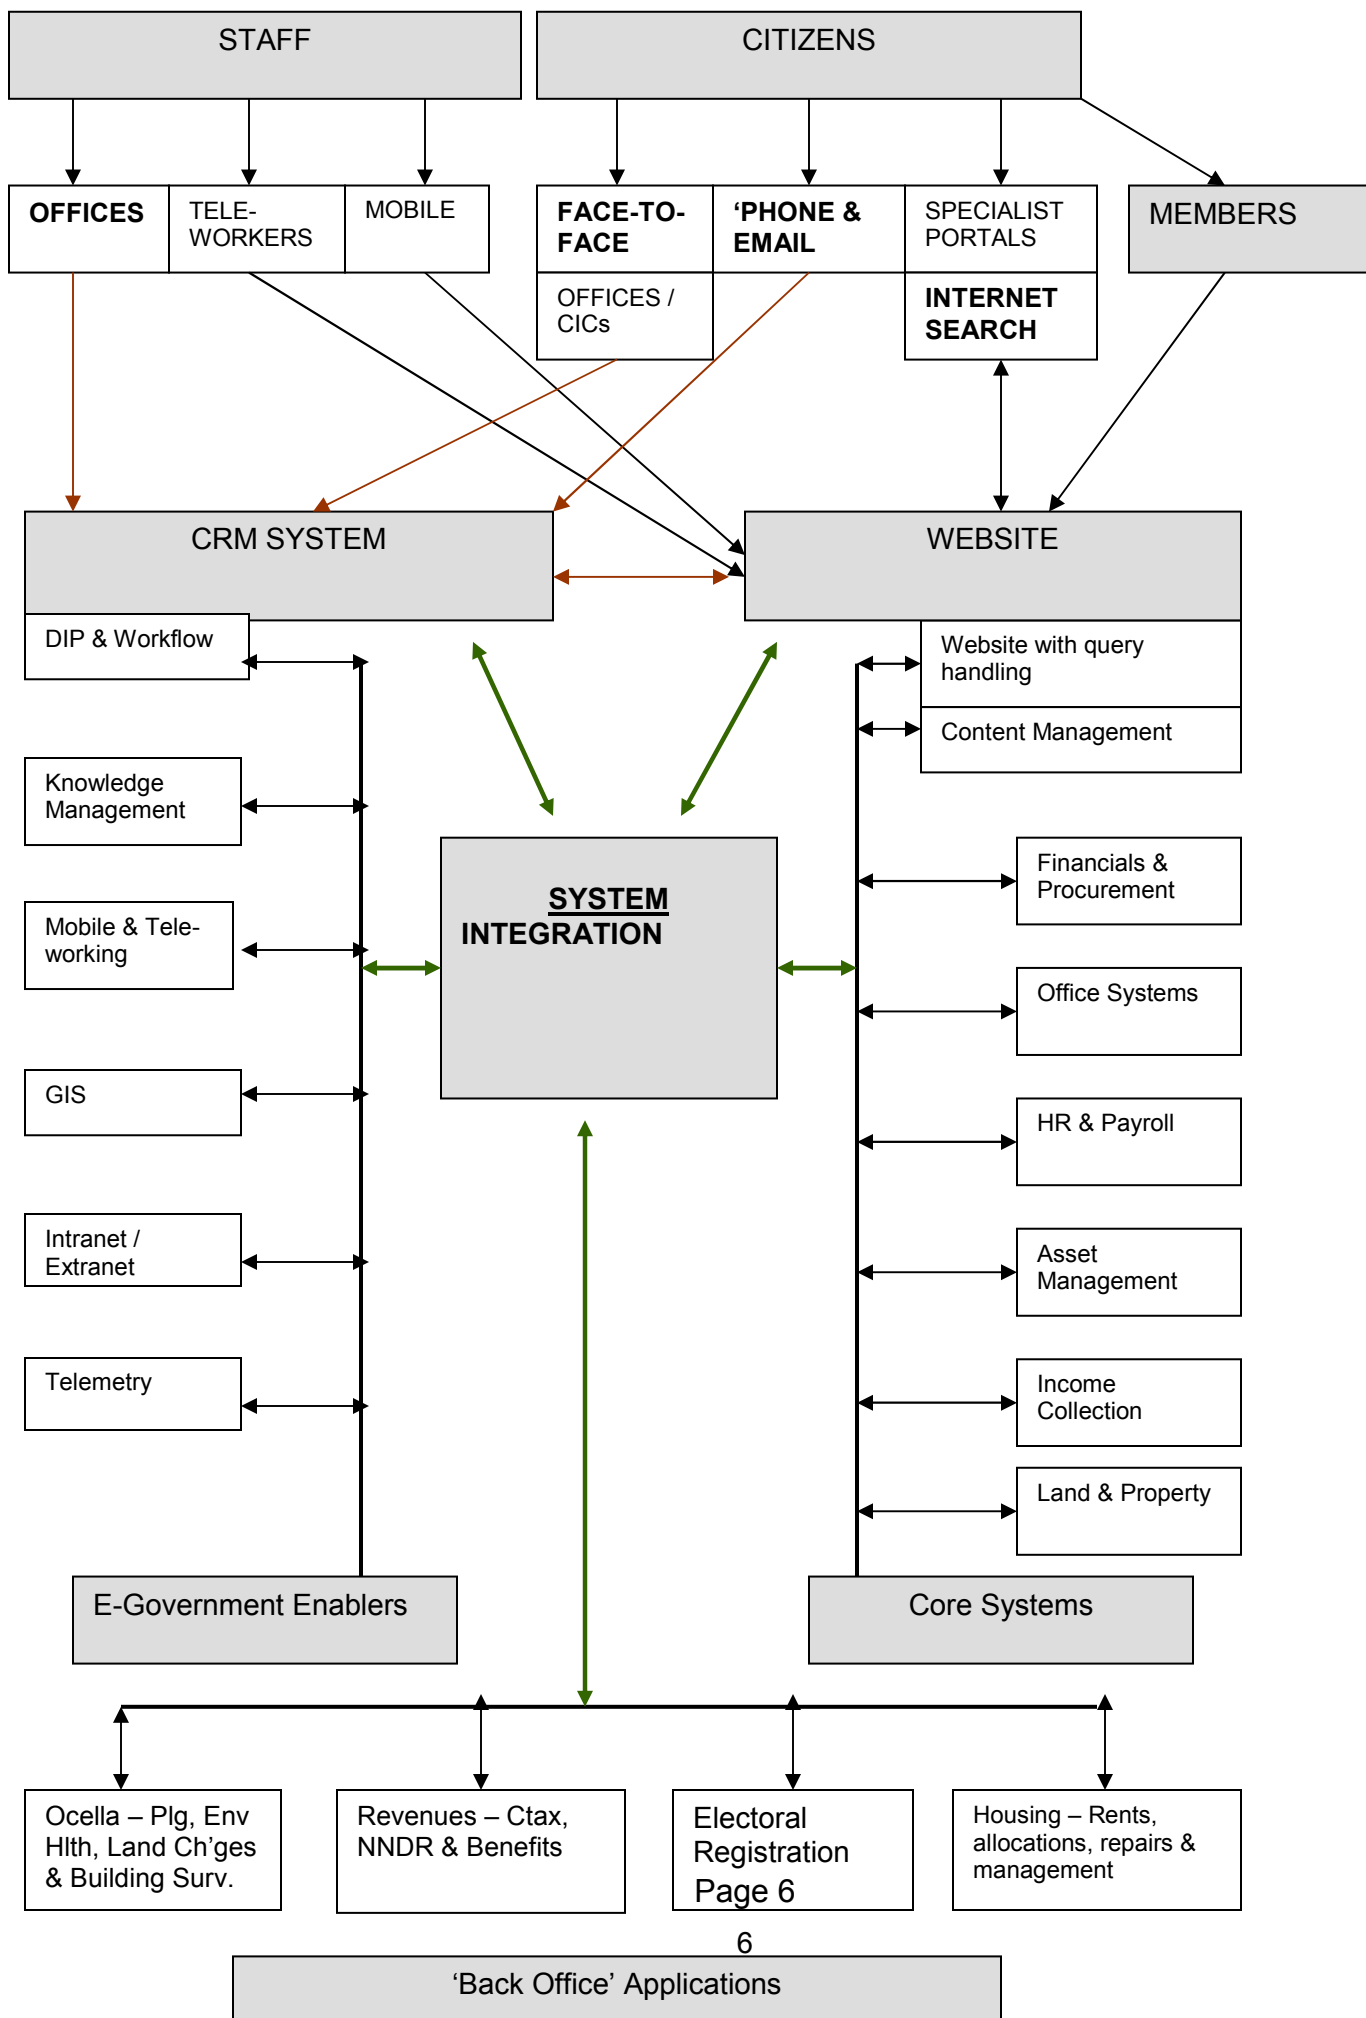 STAFF
CITIZENS
OFFICES
TELE-
WORKERS
MOBILE
FACE-TO-
FACE
‘PHONE &
EMAIL
SPECIALIST
PORTALS
MEMBERS
OFFICES /
CICs
INTERNET
SEARCH
CRM SYSTEM
WEBSITE
DIP & Workflow
Website with query
handling
Content Management
Knowledge
Management
SYSTEM
INTEGRATION
Financials &
Procurement
Mobile & Tele-
working
Office Systems
GIS
HR & Payroll
Intranet /
Extranet
Asset
Management
Telemetry
Income
Collection
Land & Property
E-Government Enablers
Core Systems
Ocella – Plg, Env
Hlth, Land Ch’ges
& Building Surv.
Revenues – Ctax,
NNDR & Benefits
Electoral
Registration
Page 6
Housing – Rents,
allocations, repairs &
management
6
‘Back Office’ Applications